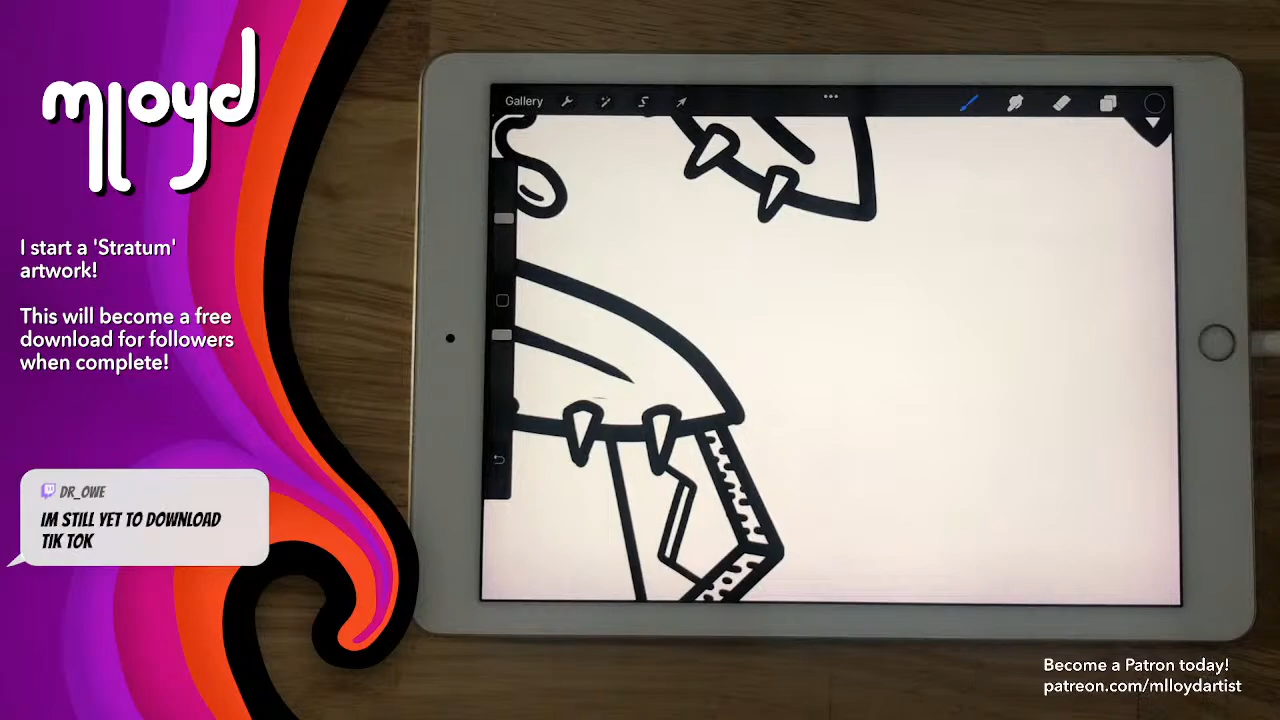 mlloyd
I start a 'Stratum'
artwork!
This will become a free
download for followers
when complete!
DR_OWE
IM STILL YET TO DOWNLOAD
TIK TOK
Gallery
Become a Patron today!
patreon.com/mlloydartist